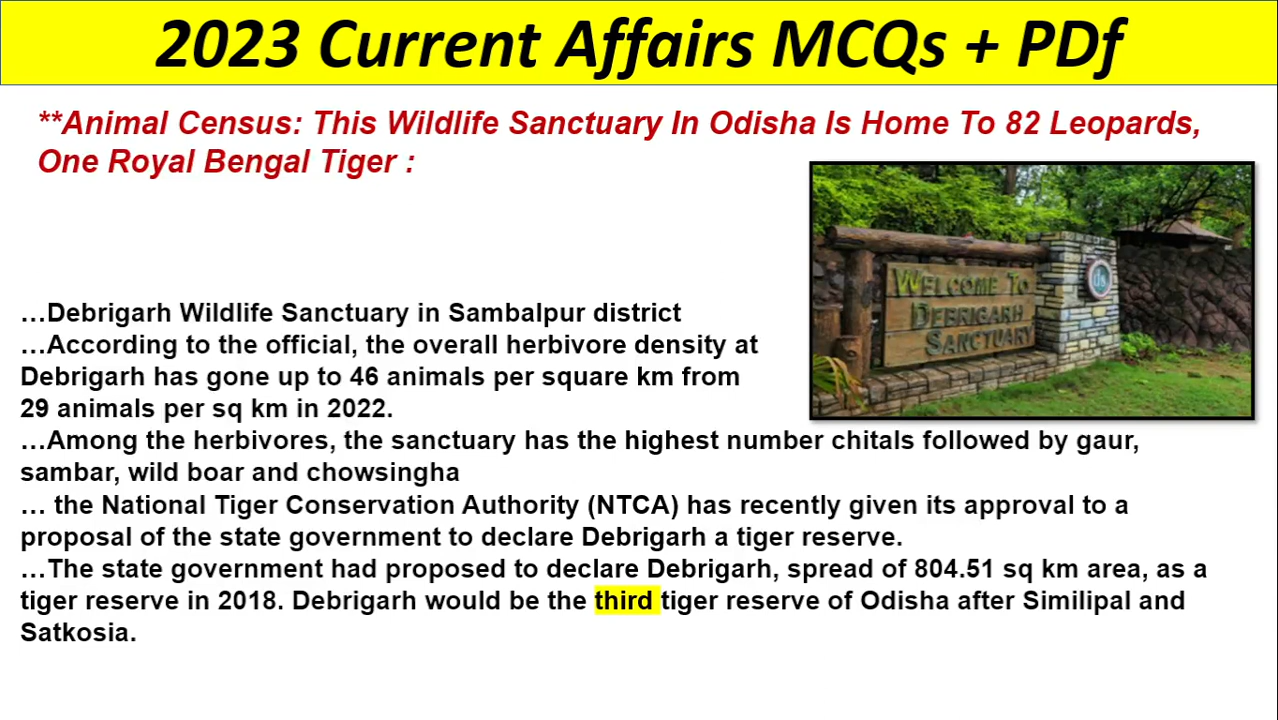 2023 Current Affairs MCQs + PDf
**Animal Census: This Wildlife Sanctuary In Odisha Is Home To 82 Leopards,
One Royal Bengal Tiger :
WELCOME TO
DEBRIGARH
SANCTUARY
ds
...Debrigarh Wildlife Sanctuary in Sambalpur district
...According to the official, the overall herbivore density at
Debrigarh has gone up to 46 animals per square km from
29 animals per sq km in 2022.
...Among the herbivores, the sanctuary has the highest number chitals followed by gaur,
sambar, wild boar and chowsingha
... the National Tiger Conservation Authority (NTCA) has recently given its approval to a
proposal of the state government to declare Debrigarh a tiger reserve.
...The state government had proposed to declare Debrigarh, spread of 804.51 sq km area, as a
tiger reserve in 2018. Debrigarh would be the third tiger reserve of Odisha after Similipal and
Satkosia.